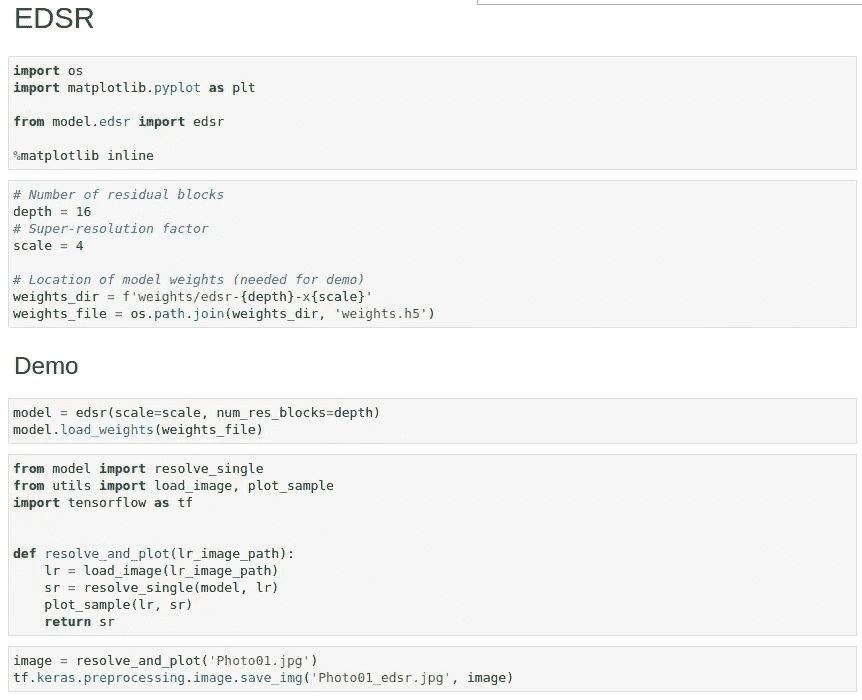 EDSR
import os
import matplotlib.pyplot as plt
from model.edsr import edsr
%matplotlib inline
# Number of residual blocks
depth = 16
# Super-resolution factor
scale = 4
# Location of model weights (needed for demo)
weights_dir = f'weights/edsr-{depth}-x{scale}'
weights_file = os.path.join(weights_dir, 'weights.h5')
Demo
model = edsr(scale=scale, num_res_blocks=depth)
model.load_weights(weights_file)
from model import resolve_single
from utils import load_image, plot_sample
import tensorflow as tf
def resolve_and_plot(lr_image_path):
    lr = load_image(lr_image_path)
    sr = resolve_single(model, lr)
    plot_sample(lr, sr)
    return sr
image = resolve_and_plot('Photo01.jpg')
tf.keras.preprocessing.image.save_img('Photo01_edsr.jpg', image)